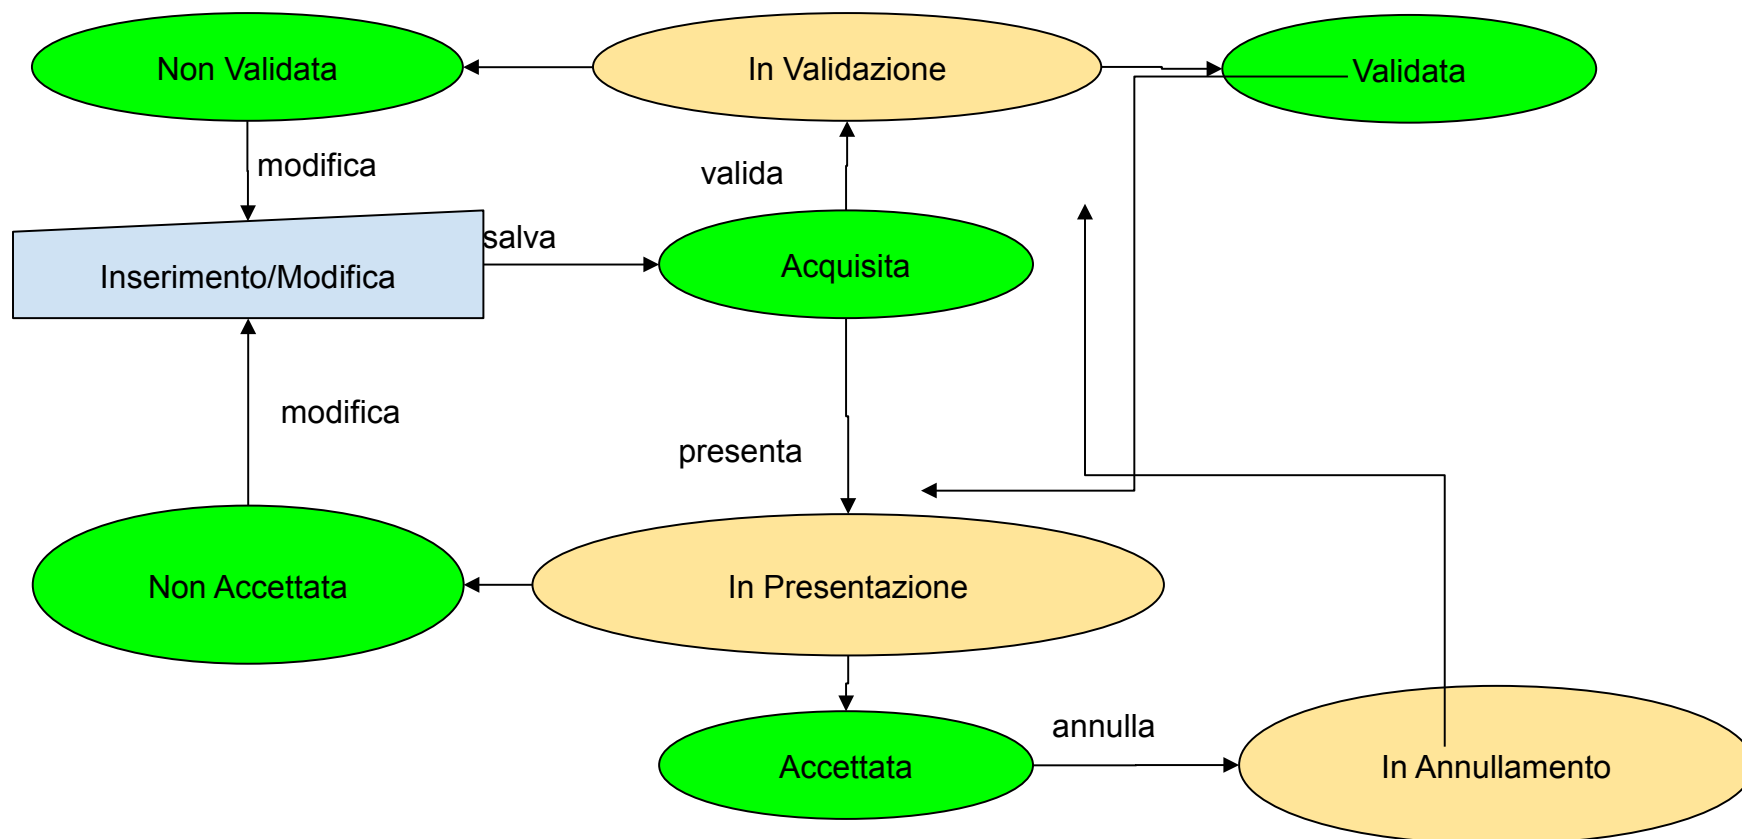 Non Validata
In Validazione
Validata
modifica
valida
salva
Inserimento/Modifica
Acquisita
modifica
presenta
Non Accettata
In Presentazione
annulla
Accettata
In Annullamento